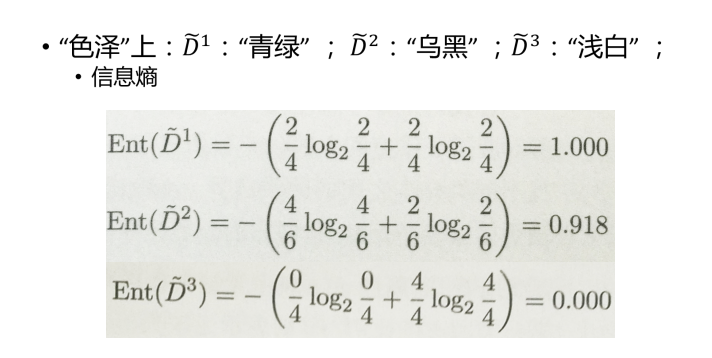 • “色泽”上：D̃¹：“青绿” ； D̃²：“乌黑” ；D̃³：“浅白” ；
• 信息熵
Ent(D̃¹) = − (2/4 log₂ 2/4 + 2/4 log₂ 2/4) = 1.000
Ent(D̃²) = − (4/6 log₂ 4/6 + 2/6 log₂ 2/6) = 0.918
Ent(D̃³) = − (0/4 log₂ 0/4 + 4/4 log₂ 4/4) = 0.000